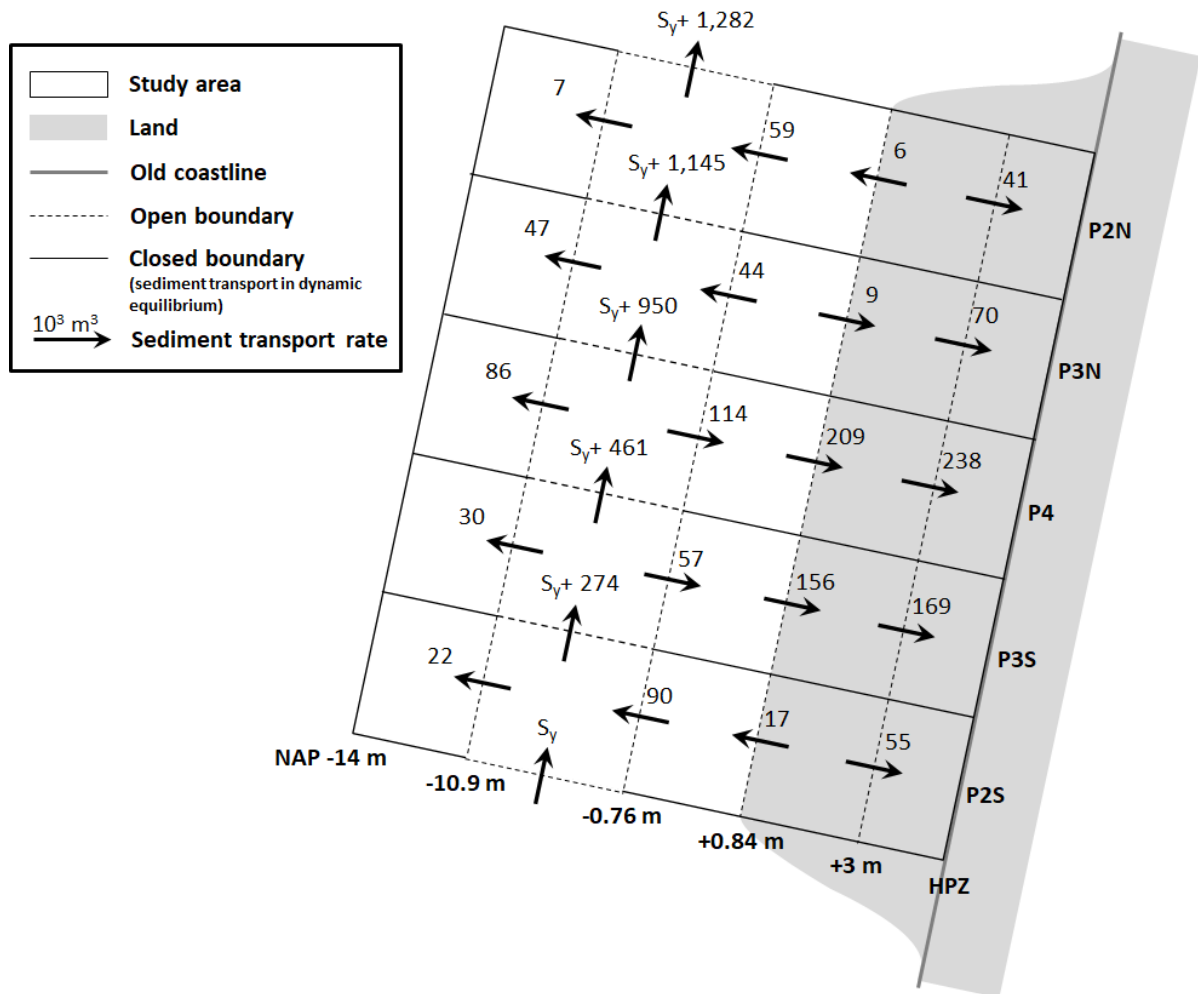 Study area
Land
Old coastline
Open boundary
Closed boundary
(sediment transport in dynamic
equilibrium)
10³ m³
Sediment transport rate
Sy+ 1,282
7
59
6
41
P2N
Sy+ 1,145
47
44
9
70
P3N
Sy+ 950
86
114
209
238
P4
Sy+ 461
30
57
156
169
P3S
Sy+ 274
22
90
17
55
P2S
Sy
NAP -14 m
-10.9 m
-0.76 m
+0.84 m
+3 m
HPZ